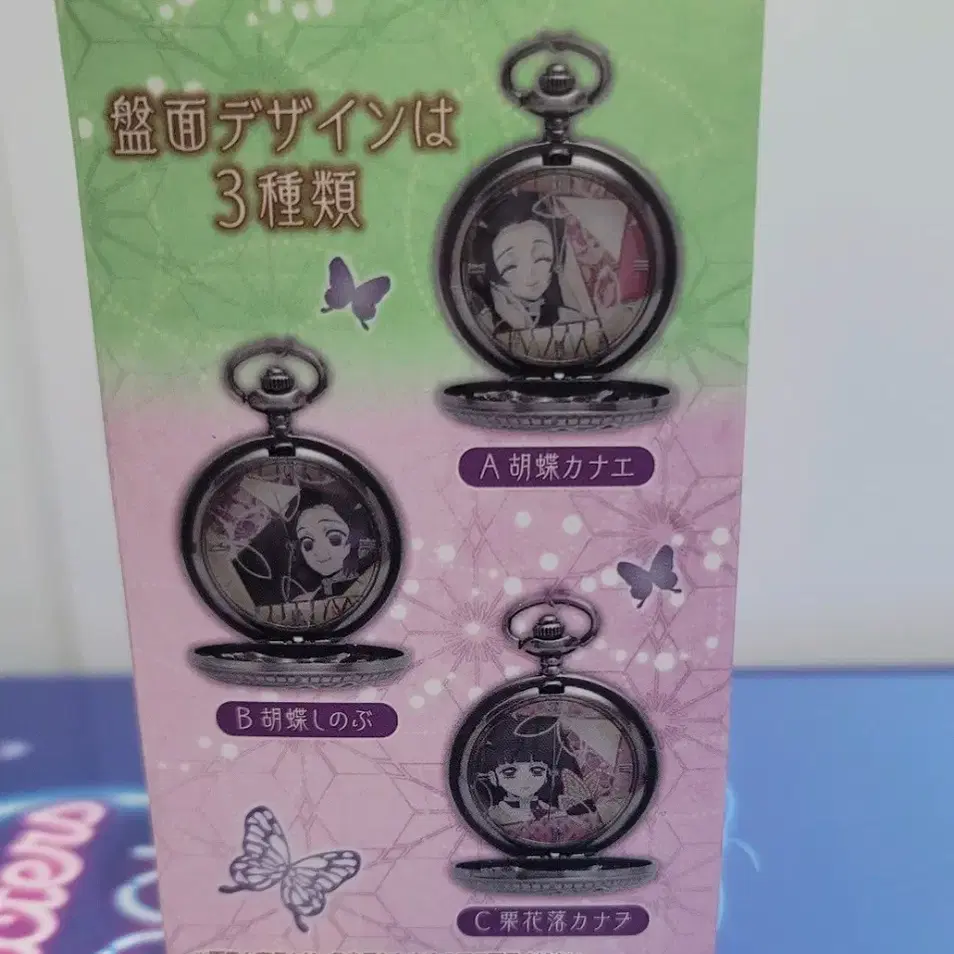 盤面デザインは
3種類
A 胡蝶カナエ
B 胡蝶しのぶ
C 栗花落カナヲ